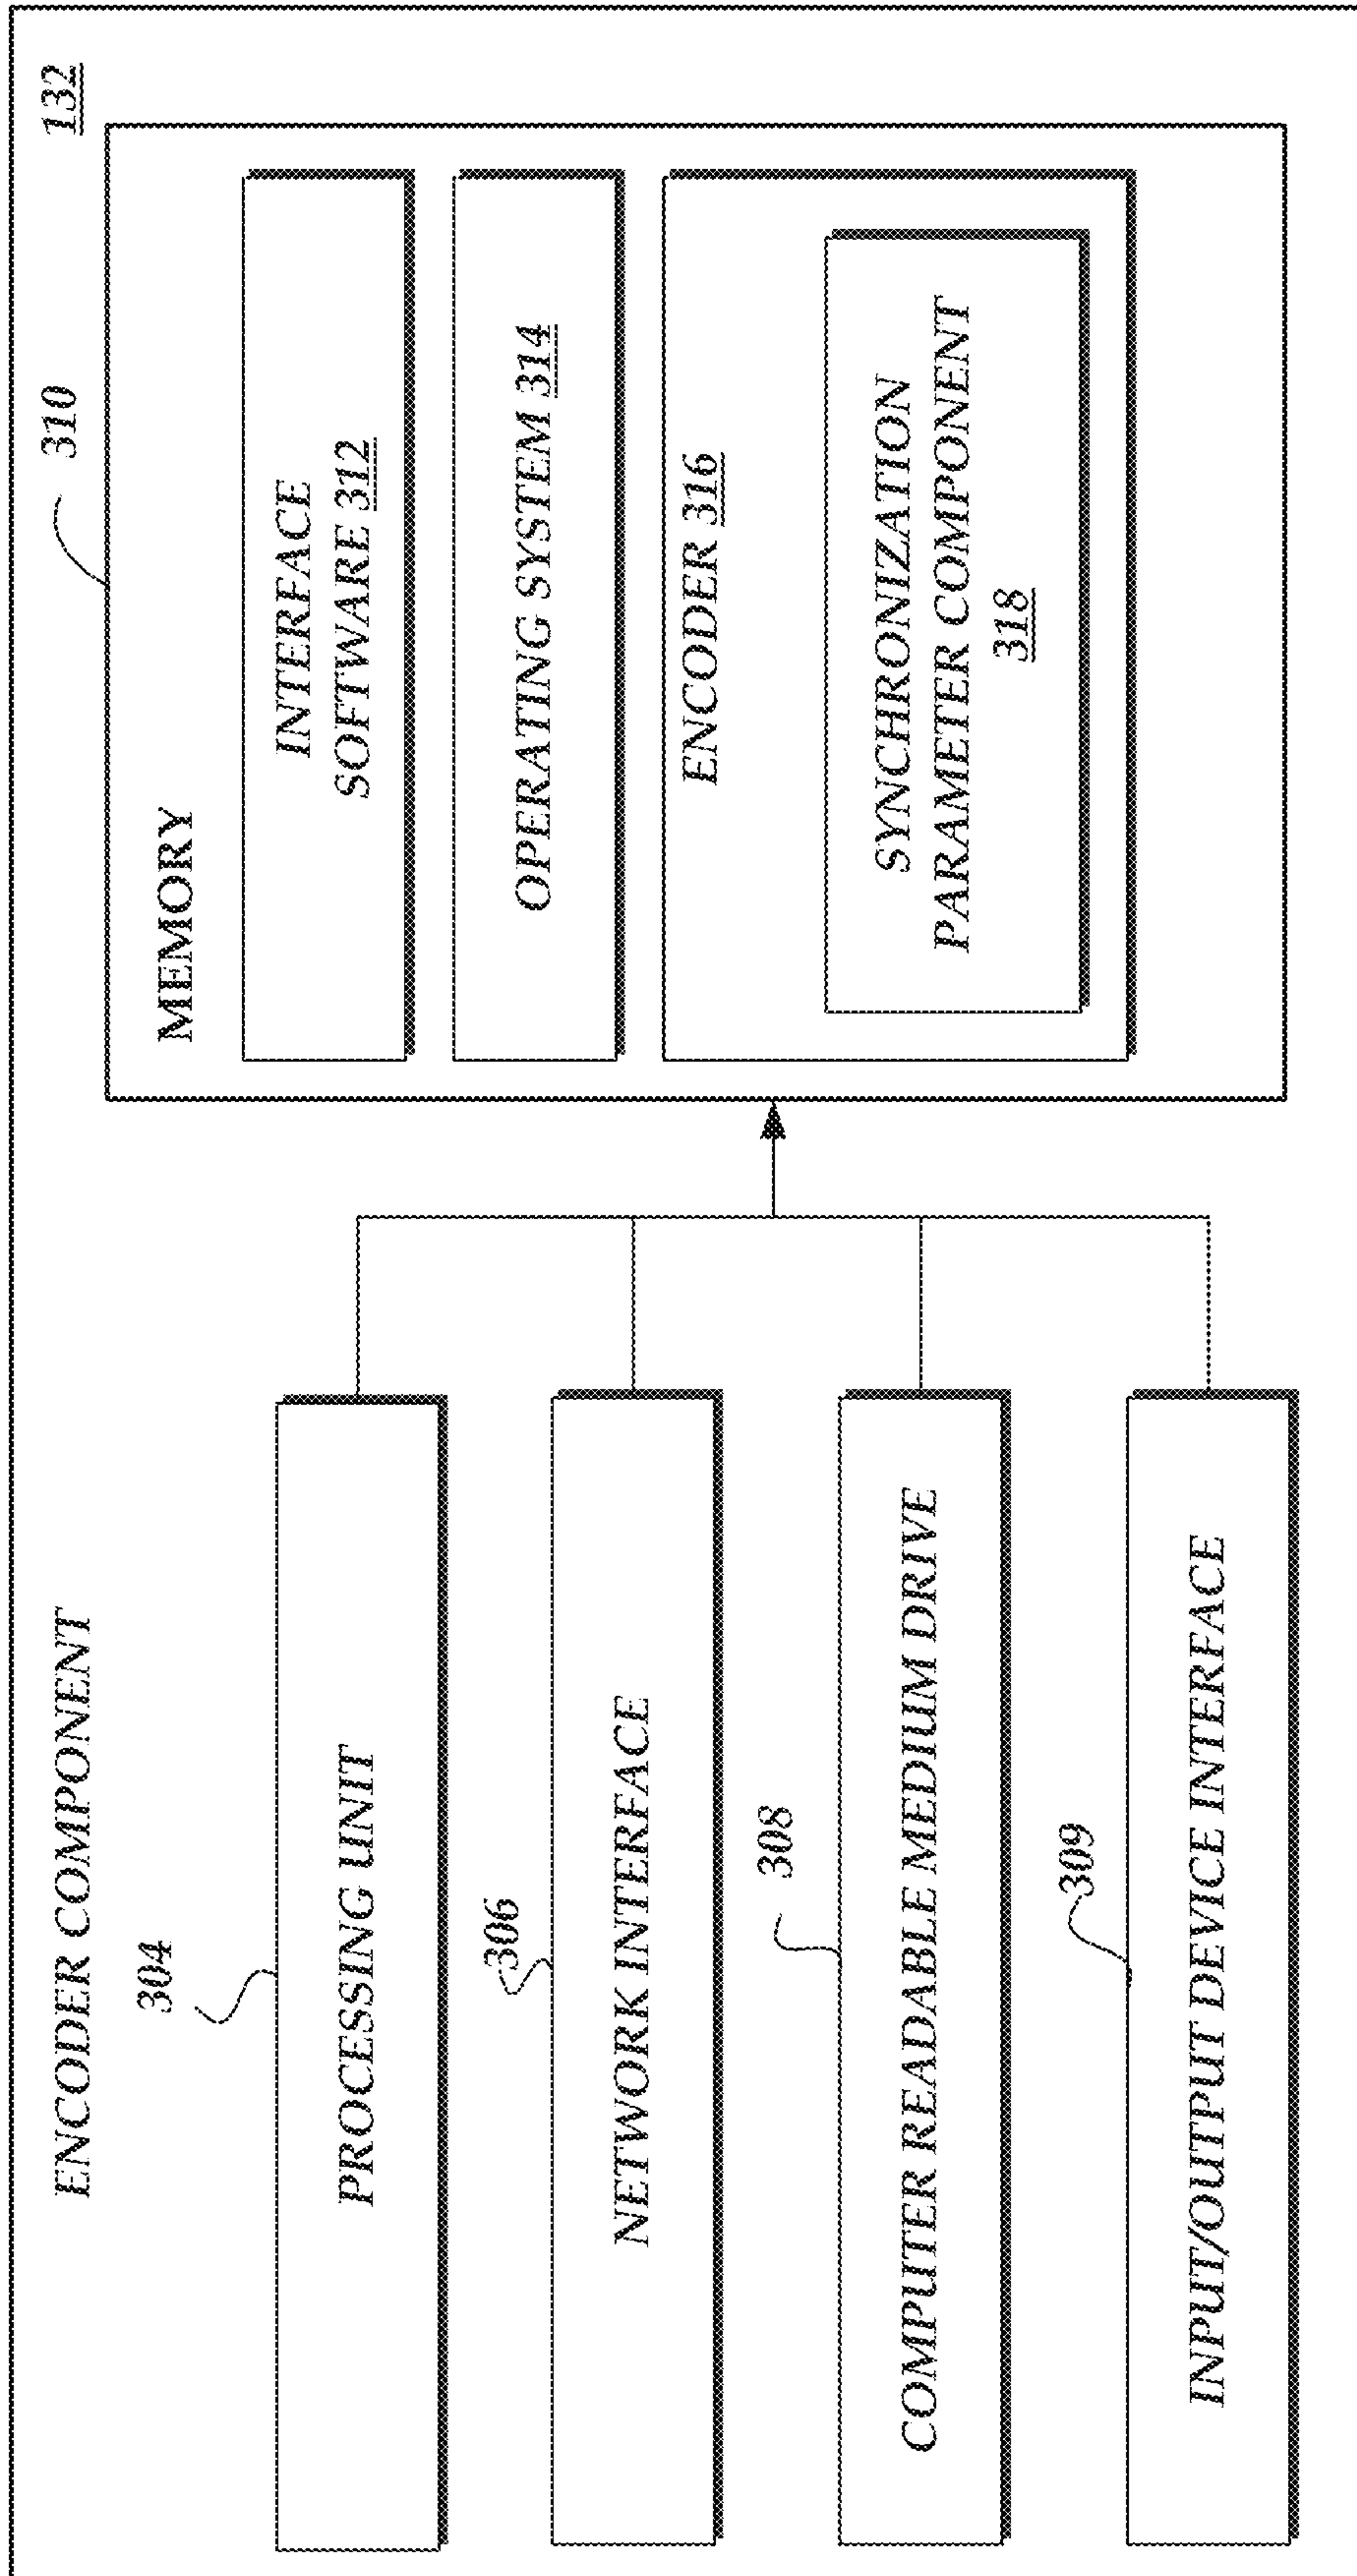 ENCODER COMPONENT
132
304
PROCESSING UNIT
306
NETWORK INTERFACE
308
COMPUTER READABLE MEDIUM DRIVE
309
INPUT/OUTPUT DEVICE INTERFACE
310
MEMORY
INTERFACE
SOFTWARE 312
OPERATING SYSTEM 314
ENCODER 316
SYNCHRONIZATION
PARAMETER COMPONENT
318